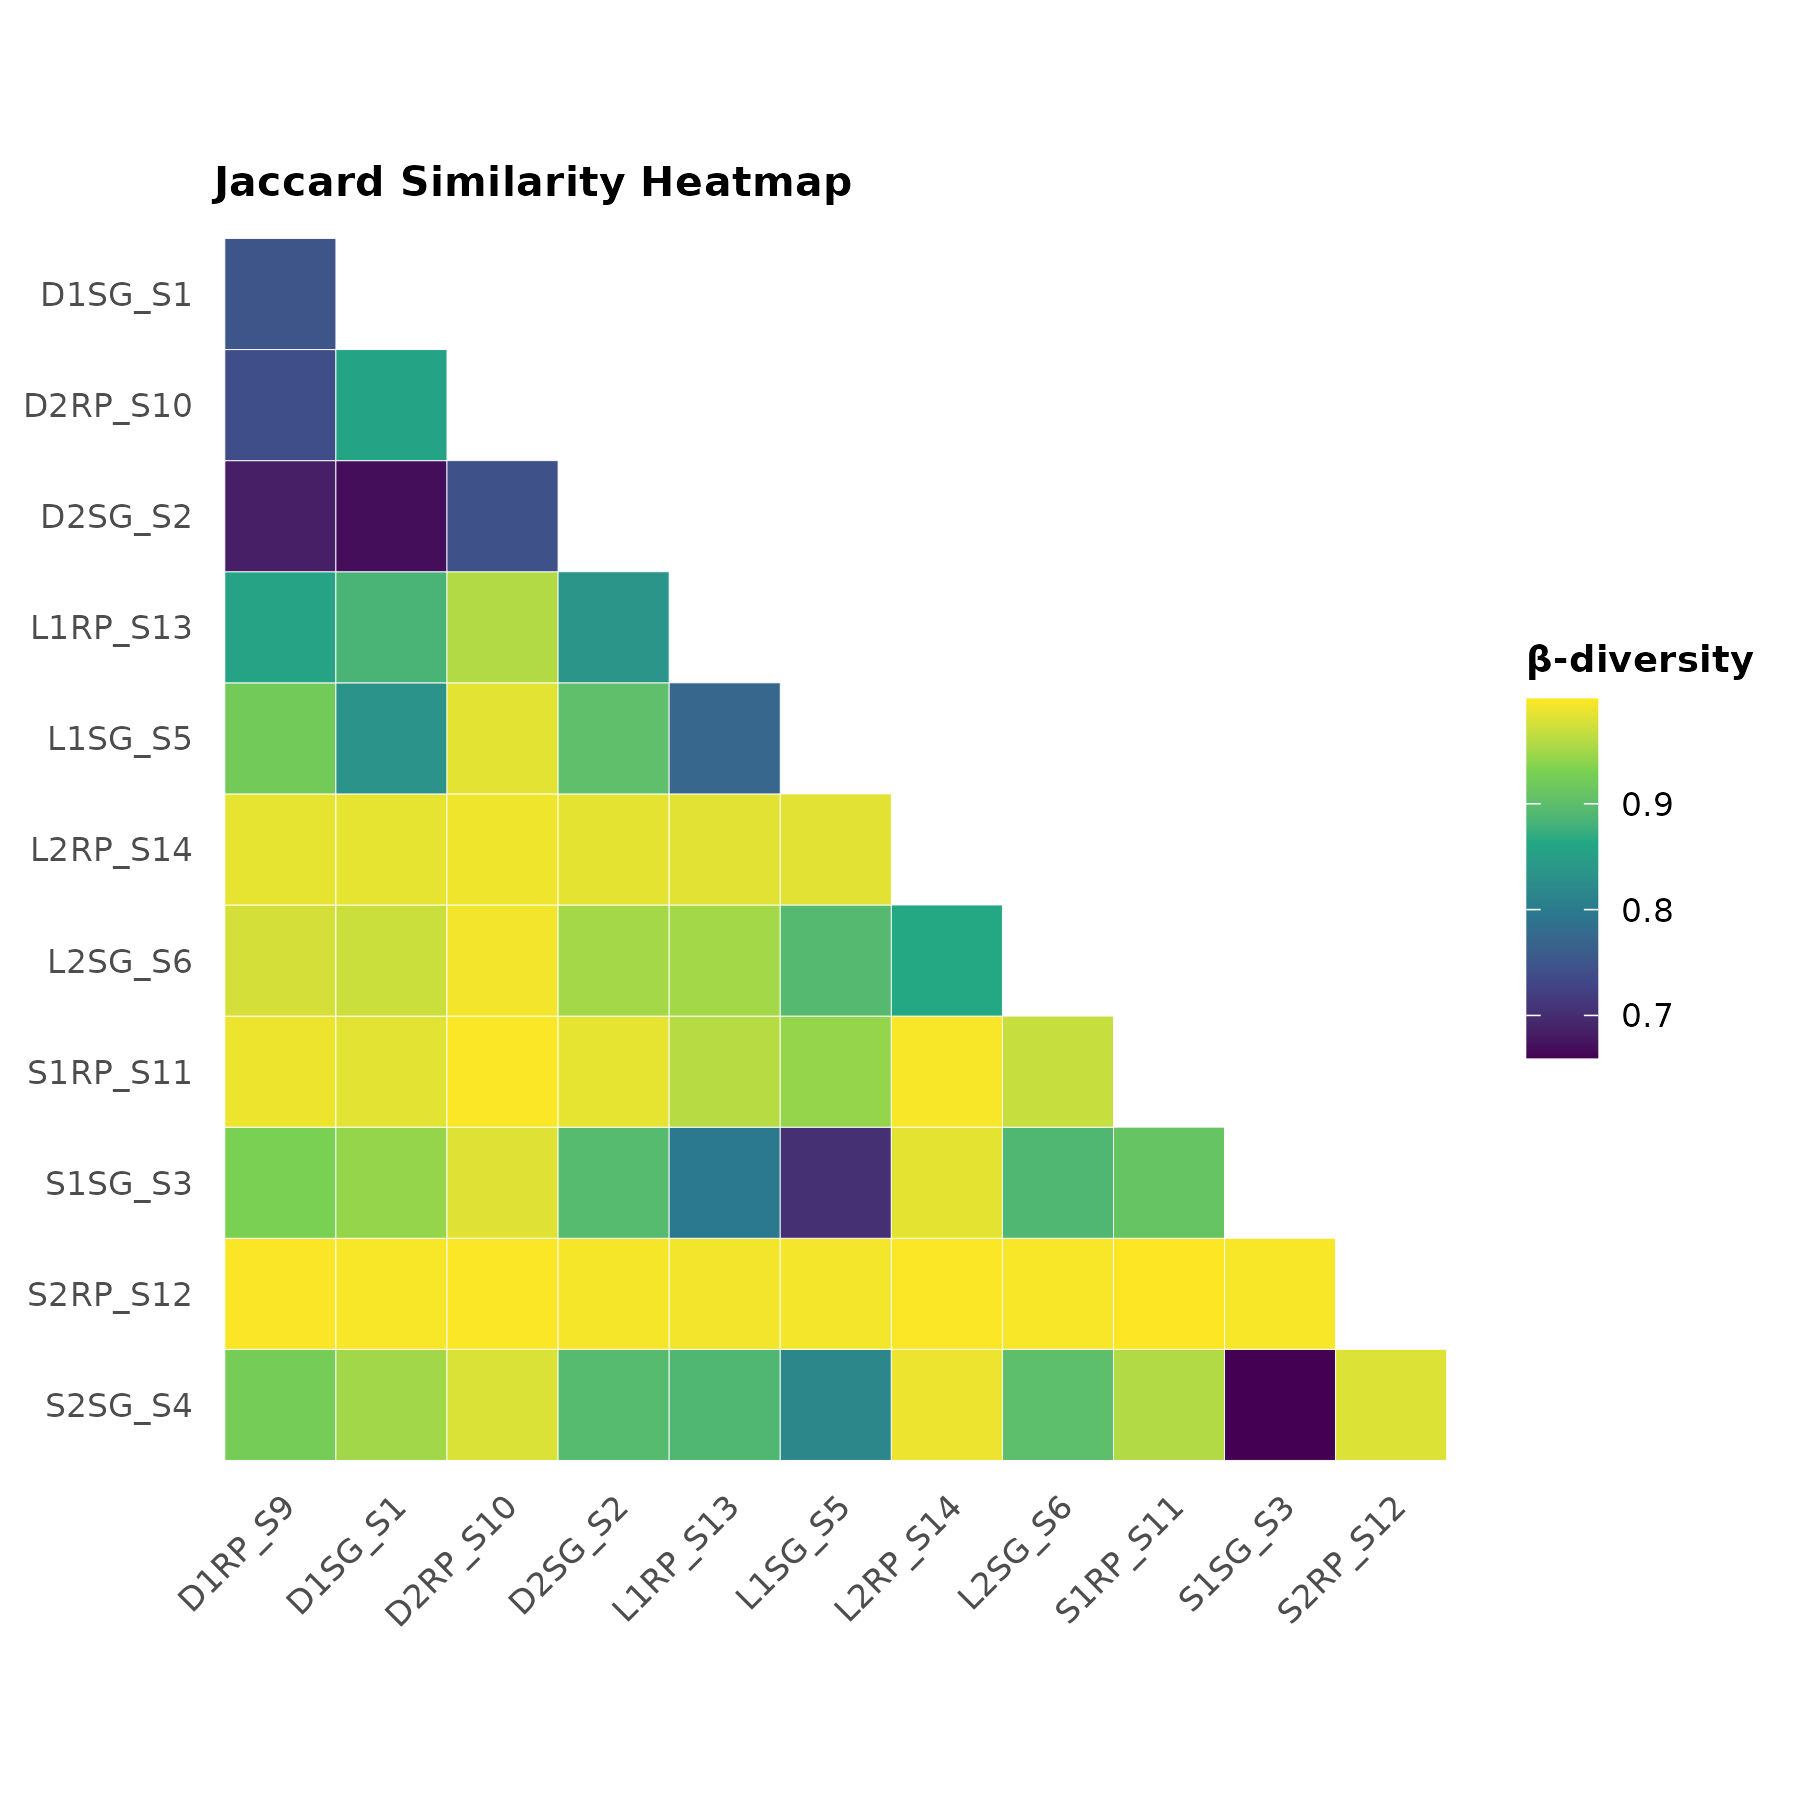 Jaccard Similarity Heatmap
D1SG_S1
D2RP_S10
D2SG_S2
L1RP_S13
L1SG_S5
L2RP_S14
L2SG_S6
S1RP_S11
S1SG_S3
S2RP_S12
S2SG_S4
D1RP_S9
D1SG_S1
D2RP_S10
D2SG_S2
L1RP_S13
L1SG_S5
L2RP_S14
L2SG_S6
S1RP_S11
S1SG_S3
S2RP_S12
β-diversity
0.9
0.8
0.7